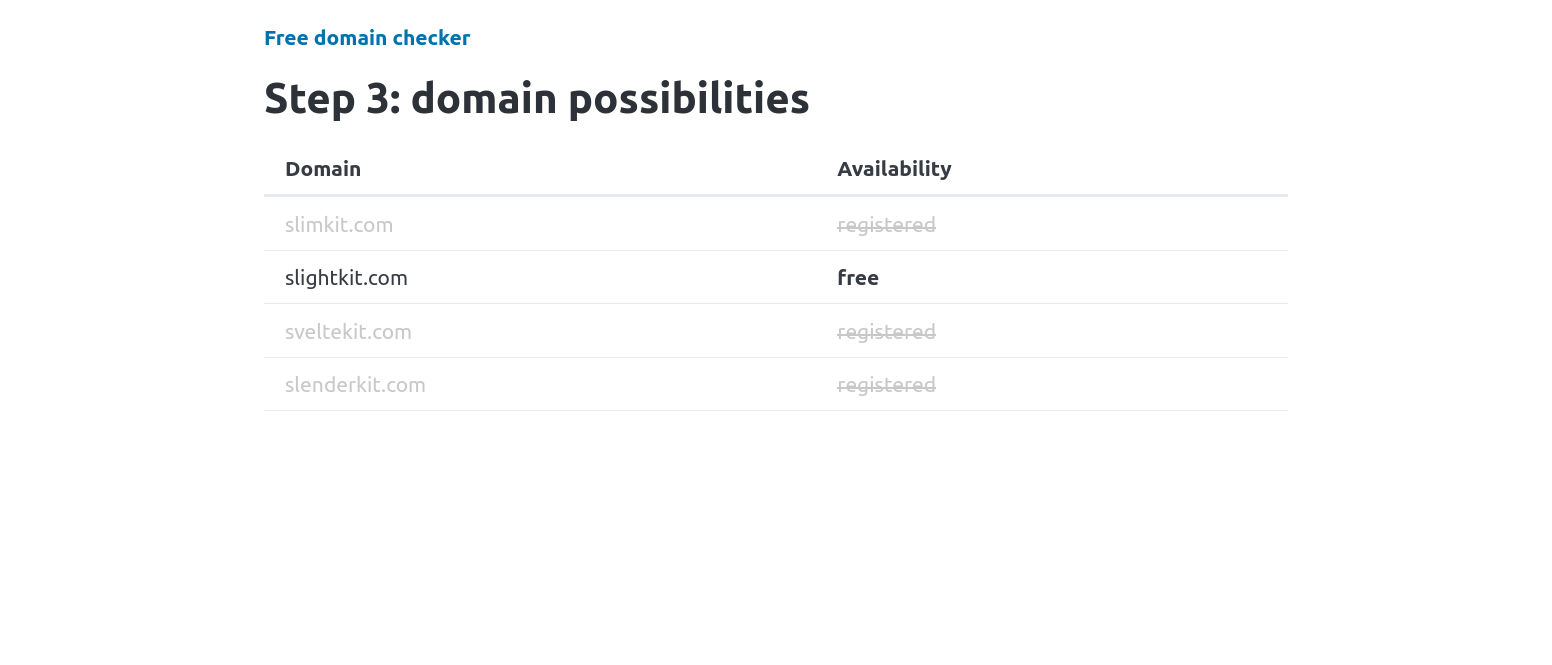 Free domain checker
Step 3: domain possibilities
Domain Availability
slimkit.com registered
slightkit.com free
sveltekit.com registered
slenderkit.com registered